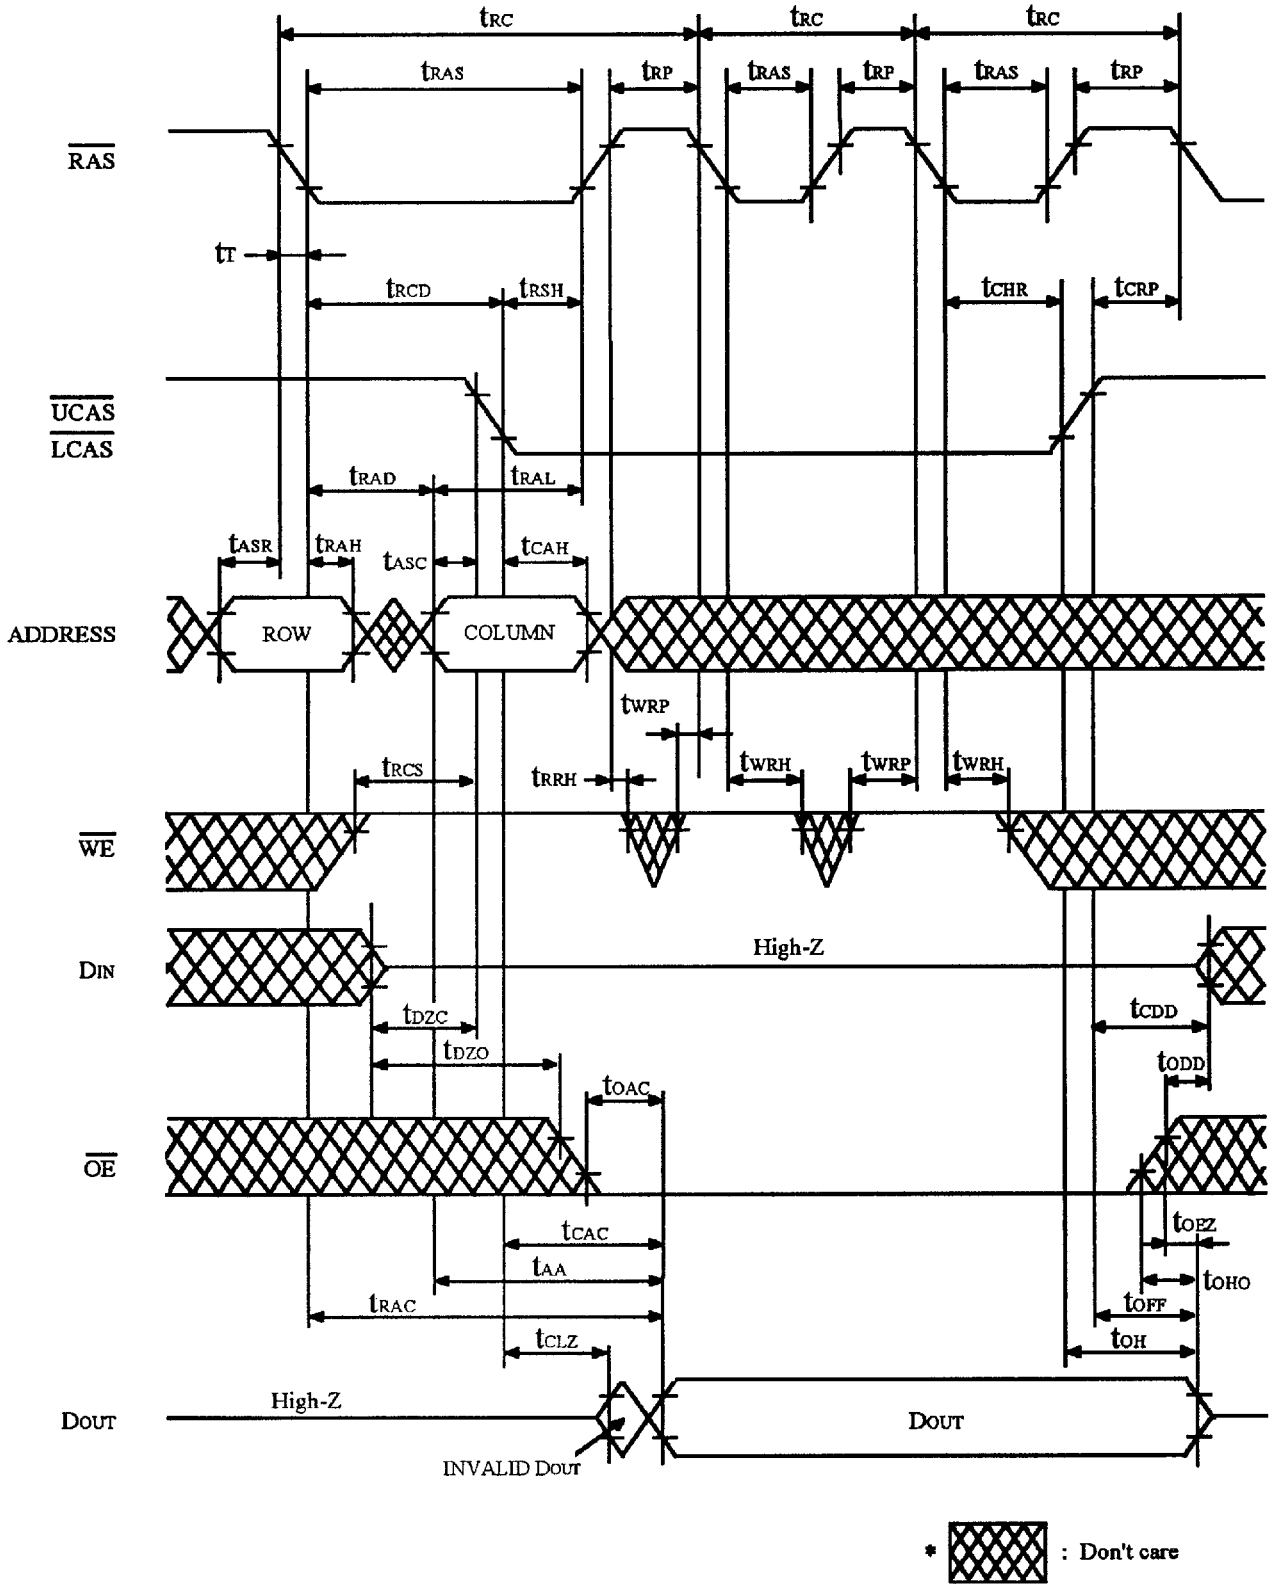 tRC tRC tRC
tRAS tRP tRAS tRP tRAS tRP
RAS
tT
tRCD tRSH tCHR tCRP
UCAS
LCAS
tRAD tRAL
tASR tRAH tASC tCAH
ADDRESS ROW COLUMN
tWRP
tRCS tRRH tWRH tWRP tWRH
WE
High-Z
DIN
tDZC tCDD
tDZO tODD
tOAC
OE
tCAC tOEZ
tAA tOHO
tRAC tOFF
tCLZ tOH
High-Z
DOUT DOUT
INVALID DOUT
* : Don't care